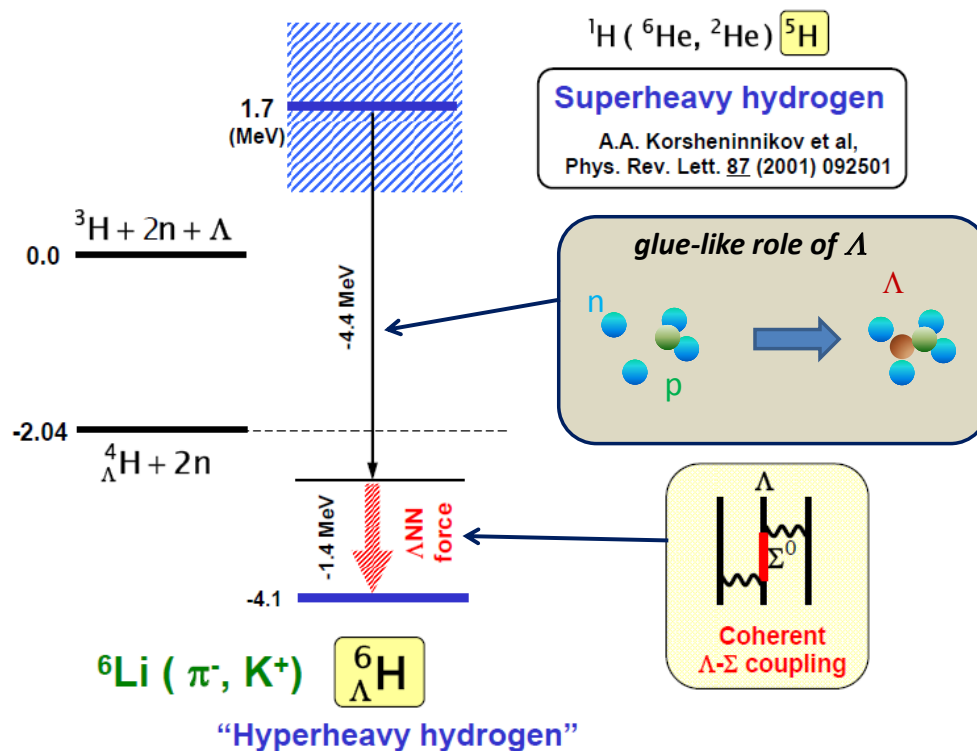 ¹H ( ⁶He, ²He) ⁵H
Superheavy hydrogen
A.A. Korsheninnikov et al,
Phys. Rev. Lett. 87 (2001) 092501
1.7
(MeV)
³H + 2n + Λ
0.0
-4.4 MeV
glue-like role of Λ
n
p
Λ
-2.04
⁴ΛH + 2n
-1.4 MeV
ΛNN
force
-4.1
Λ
Σ⁰
Coherent
Λ-Σ coupling
⁶Li ( π⁻, K⁺) ⁶ΛH
“Hyperheavy hydrogen”